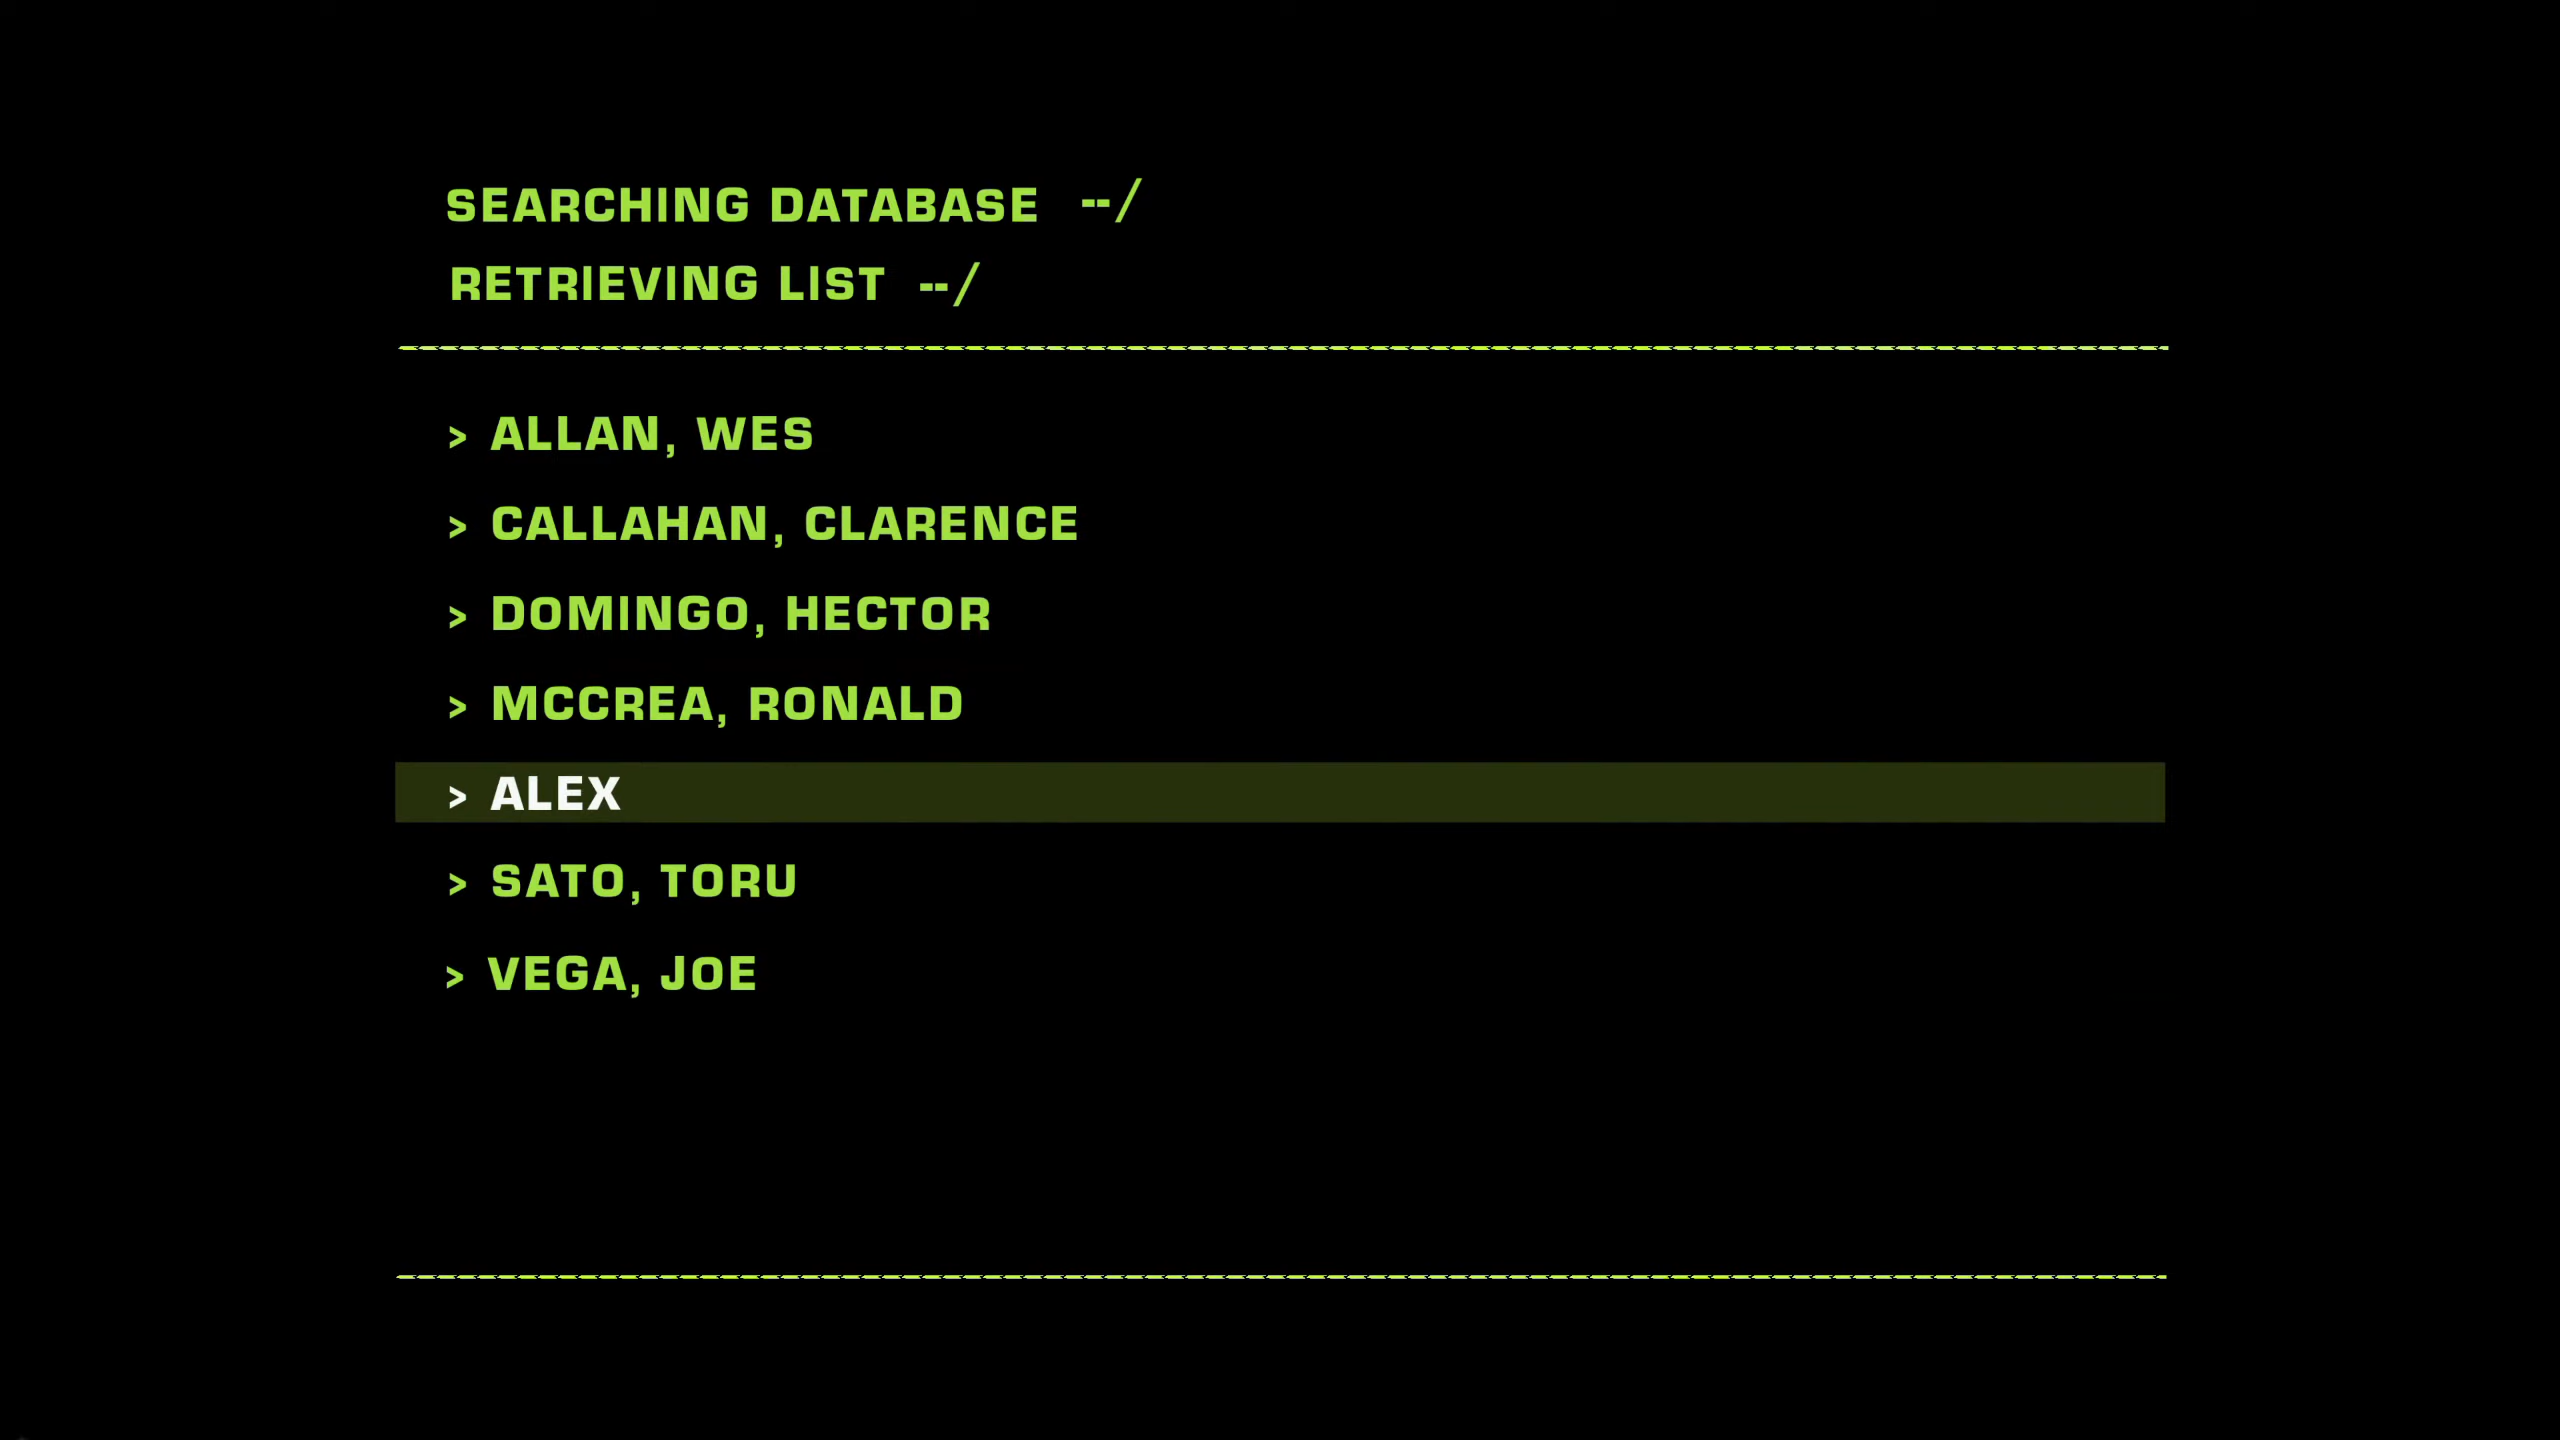 SEARCHING DATABASE --/
RETRIEVING LIST --/
> ALLAN, WES
> CALLAHAN, CLARENCE
> DOMINGO, HECTOR
> MCCREA, RONALD
> ALEX
> SATO, TORU
> VEGA, JOE